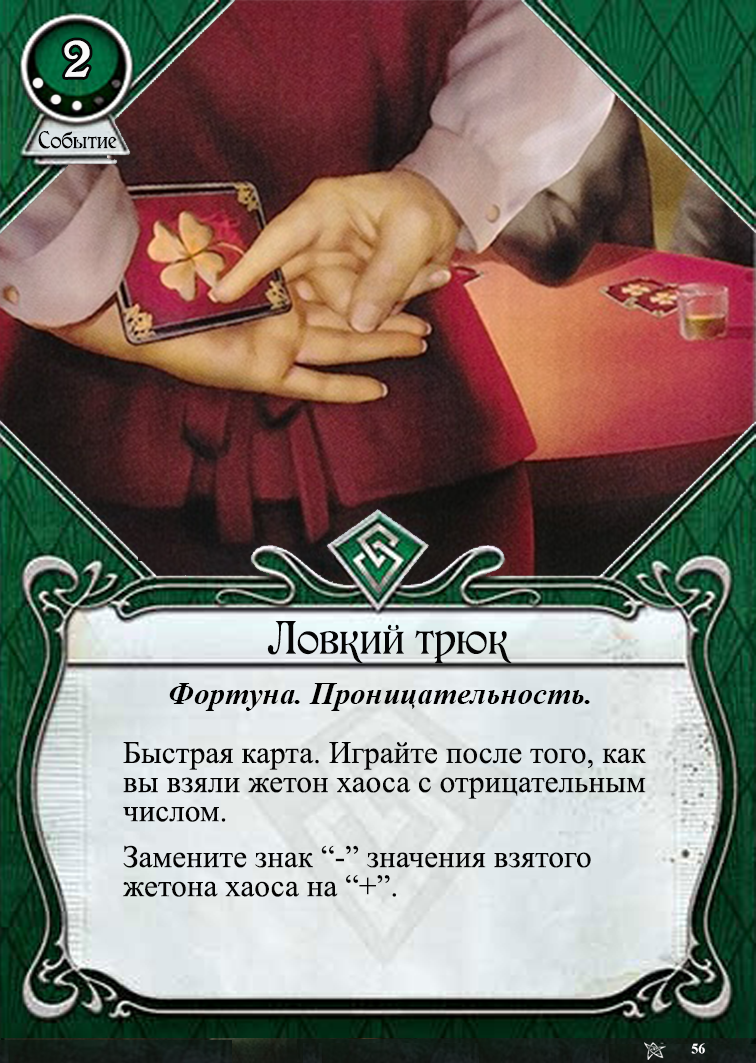 2
Событие
Ловкий трюк
Фортуна. Проницательность.
Быстрая карта. Играйте после того, как
вы взяли жетон хаоса с отрицательным
числом.
Замените знак “-” значения взятого
жетона хаоса на “+”.
56